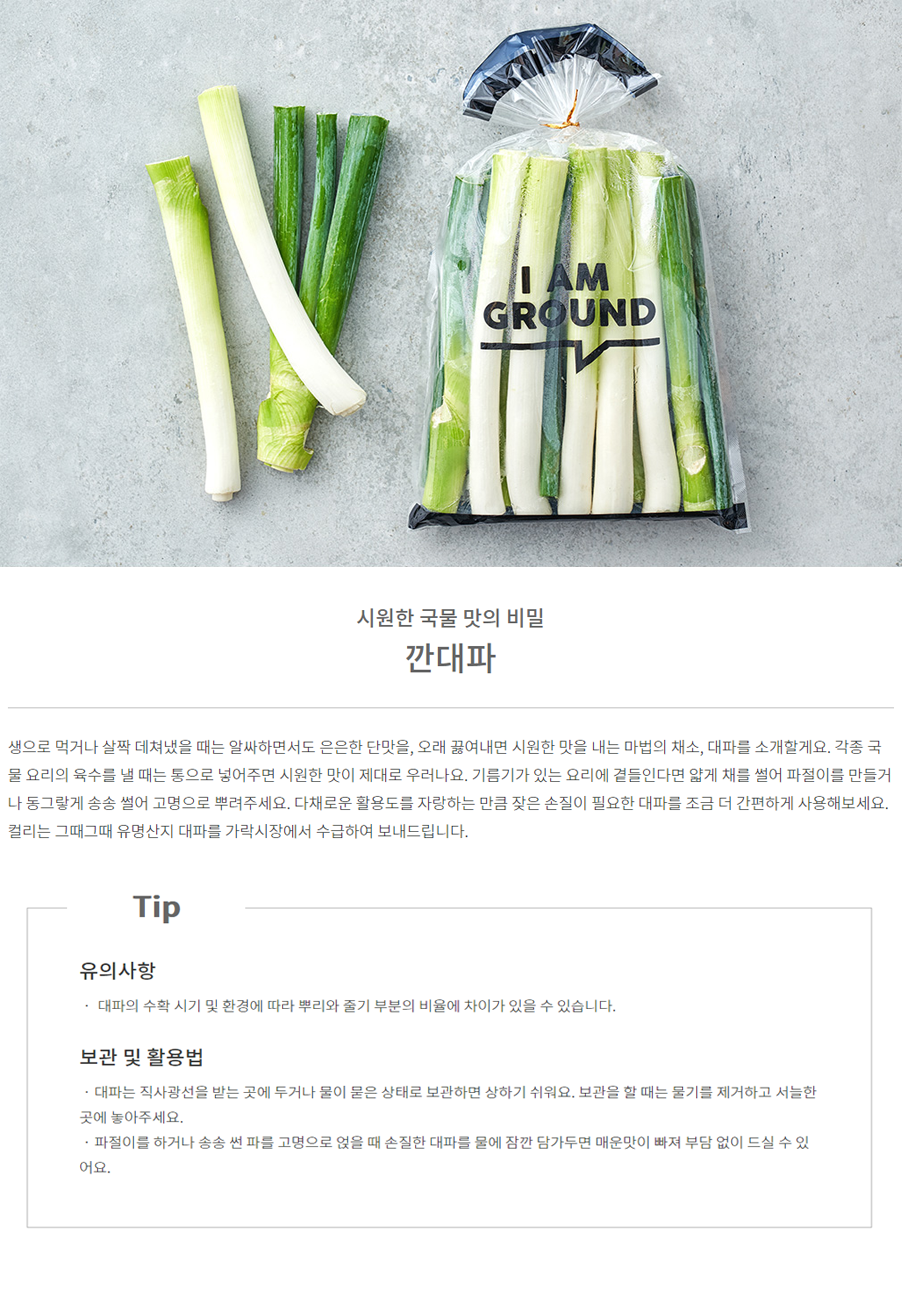 I AM
GROUND
시원한 국물 맛의 비밀
깐대파
생으로 먹거나 살짝 데쳐냈을 때는 알싸하면서도 은은한 단맛을, 오래 끓여내면 시원한 맛을 내는 마법의 채소, 대파를 소개할게요. 각종 국
물 요리의 육수를 낼 때는 통으로 넣어주면 시원한 맛이 제대로 우러나요. 기름기가 있는 요리에 곁들인다면 얇게 채를 썰어 파절이를 만들거
나 동그랗게 송송 썰어 고명으로 뿌려주세요. 다채로운 활용도를 자랑하는 만큼 잦은 손질이 필요한 대파를 조금 더 간편하게 사용해보세요.
컬리는 그때그때 유명산지 대파를 가락시장에서 수급하여 보내드립니다.
Tip
유의사항
· 대파의 수확 시기 및 환경에 따라 뿌리와 줄기 부분의 비율에 차이가 있을 수 있습니다.
보관 및 활용법
· 대파는 직사광선을 받는 곳에 두거나 물이 묻은 상태로 보관하면 상하기 쉬워요. 보관을 할 때는 물기를 제거하고 서늘한
곳에 놓아주세요.
· 파절이를 하거나 송송 썬 파를 고명으로 얹을 때 손질한 대파를 물에 잠깐 담가두면 매운맛이 빠져 부담 없이 드실 수 있
어요.